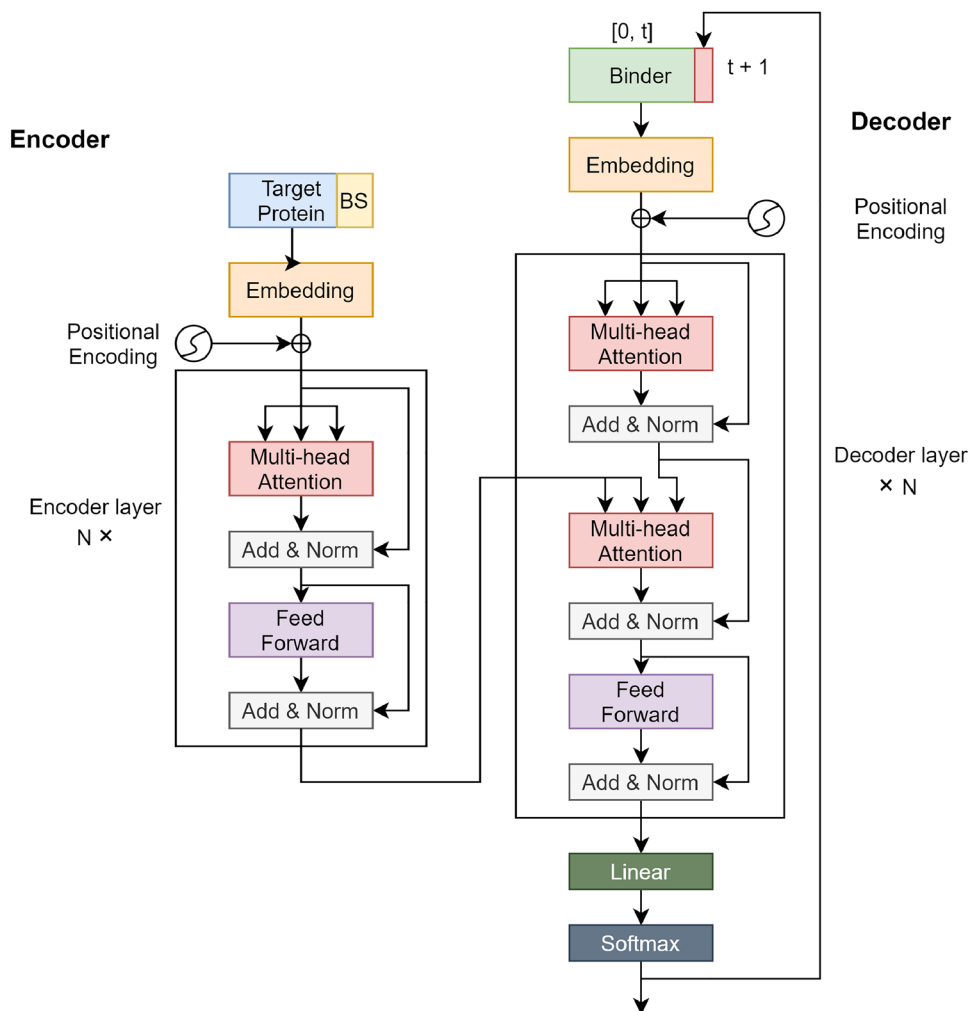 Encoder
Target
Protein
BS
Embedding
Positional
Encoding
Multi-head
Attention
Encoder layer
N ×
Add & Norm
Feed
Forward
Add & Norm
[0, t]
Binder
t + 1
Decoder
Embedding
Positional
Encoding
Multi-head
Attention
Add & Norm
Decoder layer
× N
Multi-head
Attention
Add & Norm
Feed
Forward
Add & Norm
Linear
Softmax